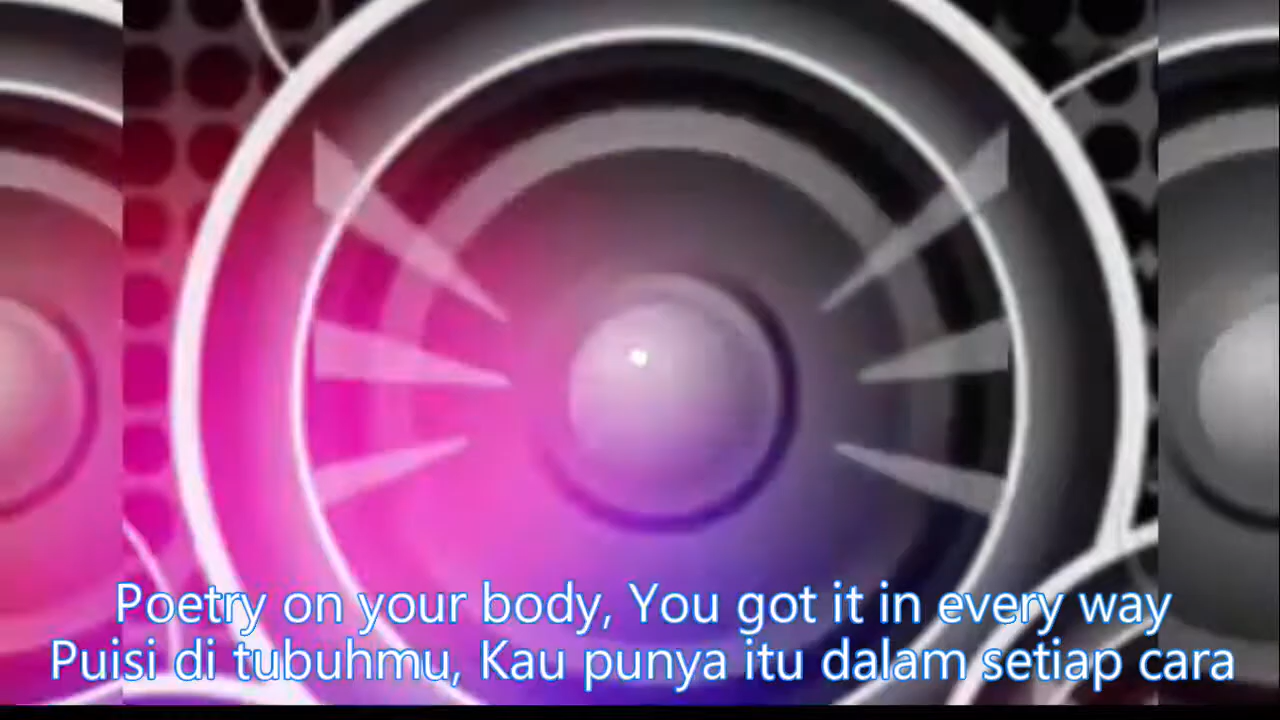 Poetry on your body, You got it in every way
Puisi di tubuhmu, Kau punya itu dalam setiap cara